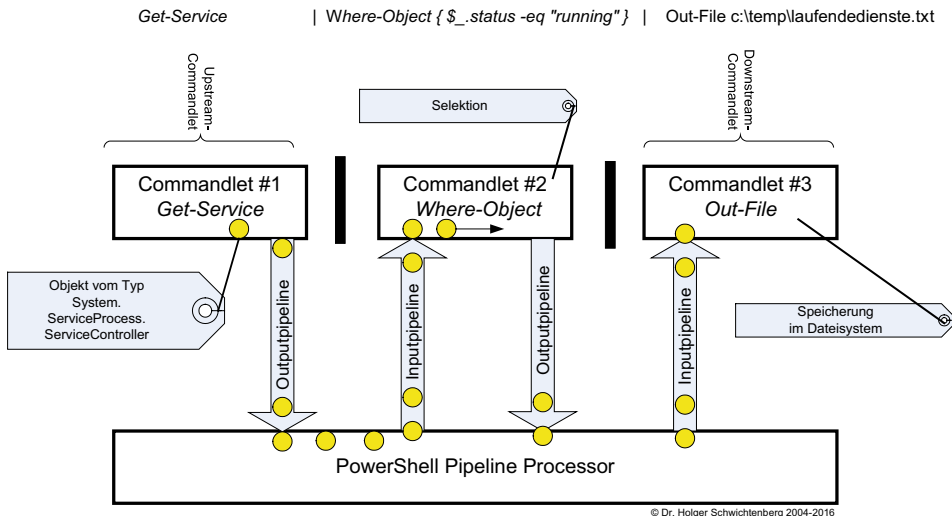 Get-Service | Where-Object { $_.status -eq "running" } | Out-File c:\temp\laufendedienste.txt
Upstream-
Commandlet
Selektion
Downstream-
Commandlet
Commandlet #1
Get-Service
Commandlet #2
Where-Object
Commandlet #3
Out-File
Objekt vom Typ
System.
ServiceProcess.
ServiceController
Outputpipeline
Inputpipeline
Outputpipeline
Inputpipeline
Speicherung
im Dateisystem
PowerShell Pipeline Processor
© Dr. Holger Schwichtenberg 2004-2016